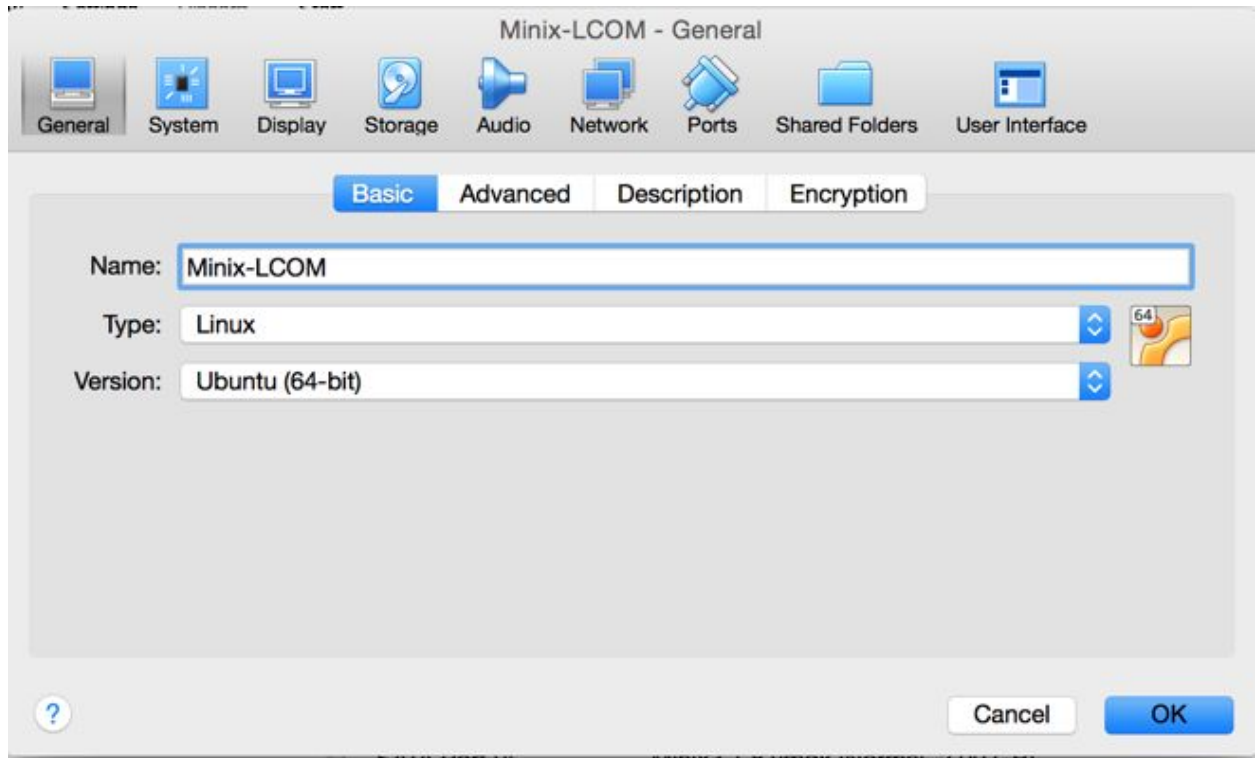 Minix-LCOM - General
General System Display Storage Audio Network Ports Shared Folders User Interface
Basic Advanced Description Encryption
Name: Minix-LCOM
Type: Linux
64
Version: Ubuntu (64-bit)
?
Cancel OK